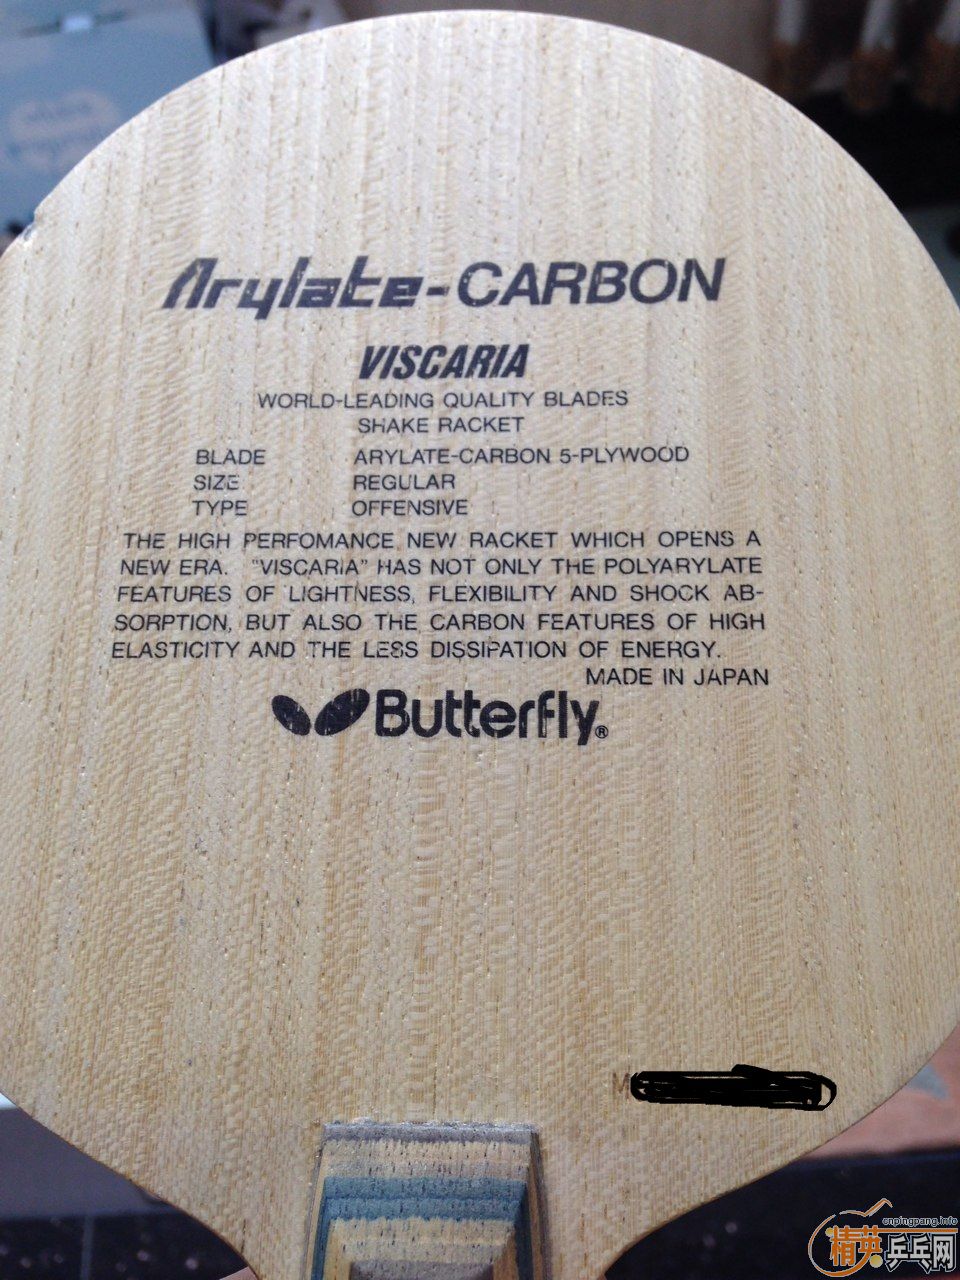 Arylate-CARBON
VISCARIA
WORLD-LEADING QUALITY BLADES
SHAKE RACKET
BLADE ARYLATE-CARBON 5-PLYWOOD
SIZE REGULAR
TYPE OFFENSIVE
THE HIGH PERFOMANCE NEW RACKET WHICH OPENS A
NEW ERA. "VISCARIA" HAS NOT ONLY THE POLYARYLATE
FEATURES OF LIGHTNESS, FLEXIBILITY AND SHOCK AB-
SORPTION, BUT ALSO THE CARBON FEATURES OF HIGH
ELASTICITY AND THE LESS DISSIPATION OF ENERGY.
MADE IN JAPAN
Butterfly®
M
cnpingpang.info
精英乒乓网